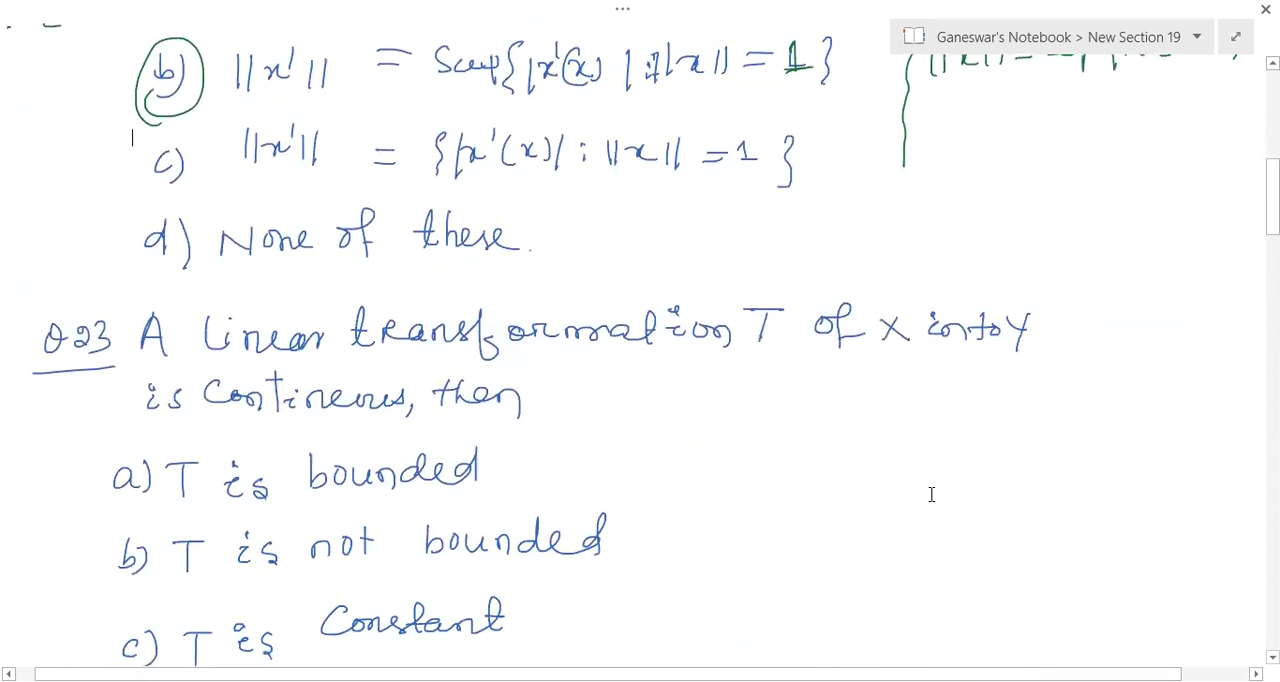 Ganeswar's Notebook > New Section 19
b) ||x'|| = Sup{|x'(x)| : ||x|| = 1}
c) ||x'|| = {|x'(x)| : ||x|| = 1}
d) None of these.
Q23 A linear transformation T of X into Y
is contineous, then
a) T is bounded
b) T is not bounded
c) T is Constant